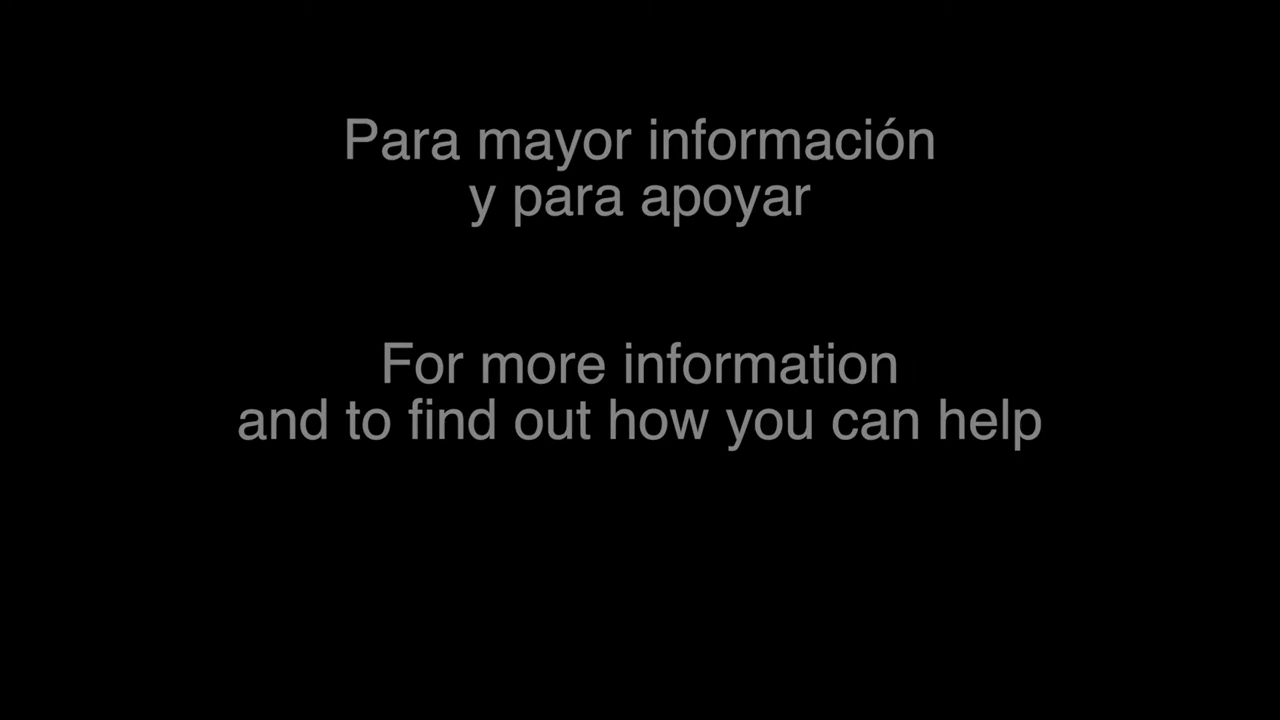 Para mayor información
y para apoyar
For more information
and to find out how you can help